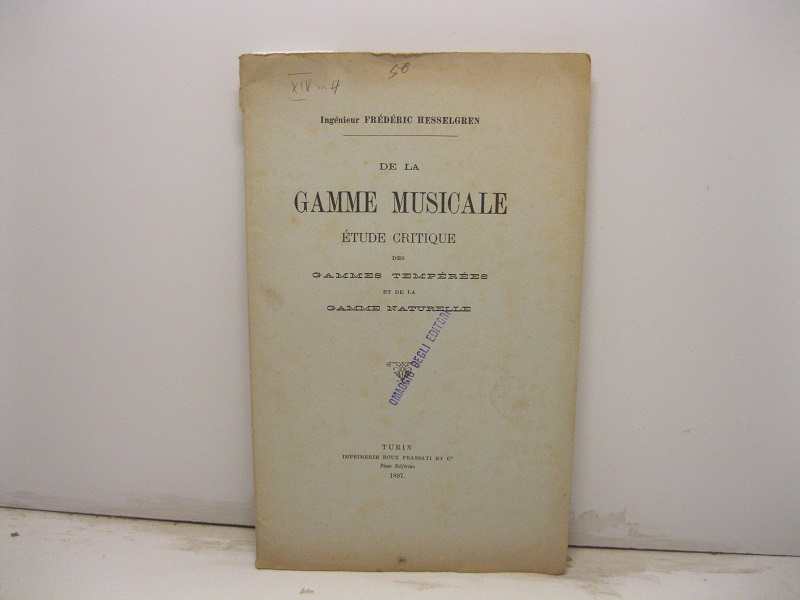 XIV n. 4
50
Ingénieur FRÉDÉRIC HESSELGREN
DE LA
GAMME MUSICALE
ÉTUDE CRITIQUE
DES
GAMMES TEMPÉRÉES
ET DE LA
GAMME NATURELLE
OMAGGIO DEGLI EDITORI
TURIN
IMPRIMERIE ROUX FRASSATI ET Cº
Place Solférino
1897.